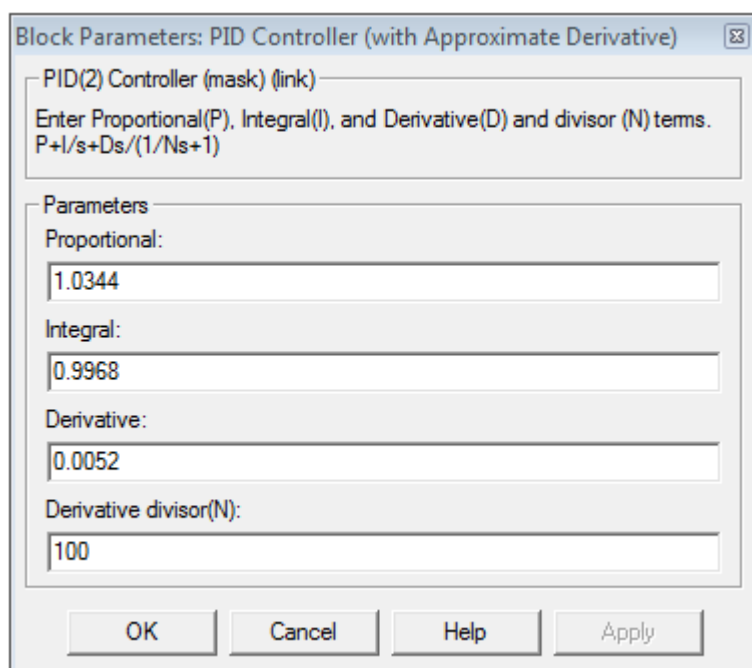 Block Parameters: PID Controller (with Approximate Derivative)
PID(2) Controller (mask) (link)
Enter Proportional(P), Integral(I), and Derivative(D) and divisor (N) terms.
P+I/s+Ds/(1/Ns+1)
Parameters
Proportional:
1.0344
Integral:
0.9968
Derivative:
0.0052
Derivative divisor(N):
100
OK Cancel Help Apply